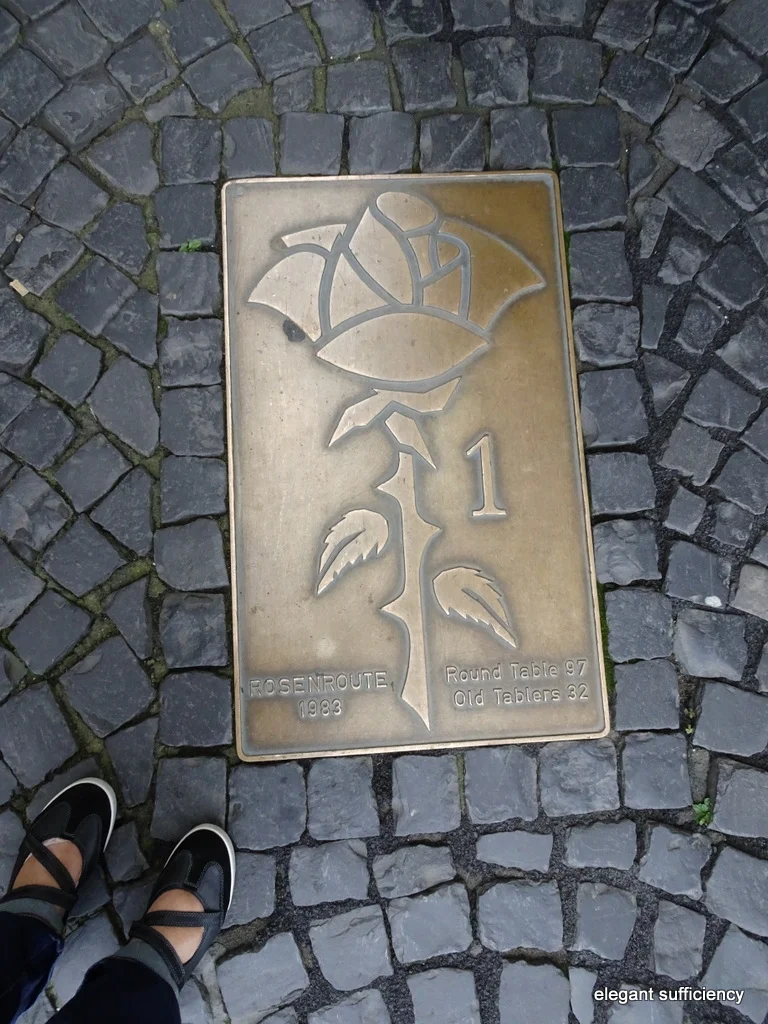 1
ROSENROUTE
1983
Round Table 97
Old Tablers 32
elegant sufficiency